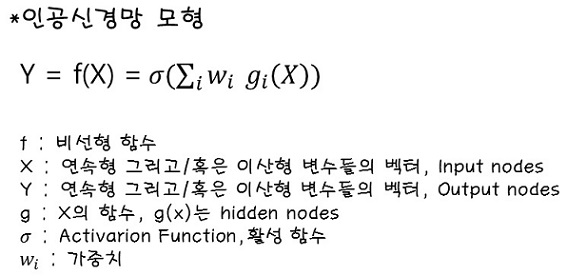 *인공신경망 모형
Y = f(X) = σ(∑ᵢ wᵢ gᵢ(X))
f : 비선형 함수
X : 연속형 그리고/혹은 이산형 변수들의 벡터, Input nodes
Y : 연속형 그리고/혹은 이산형 변수들의 벡터, Output nodes
g : X의 함수, g(x)는 hidden nodes
σ : Activarion Function, 활성 함수
wᵢ : 가중치